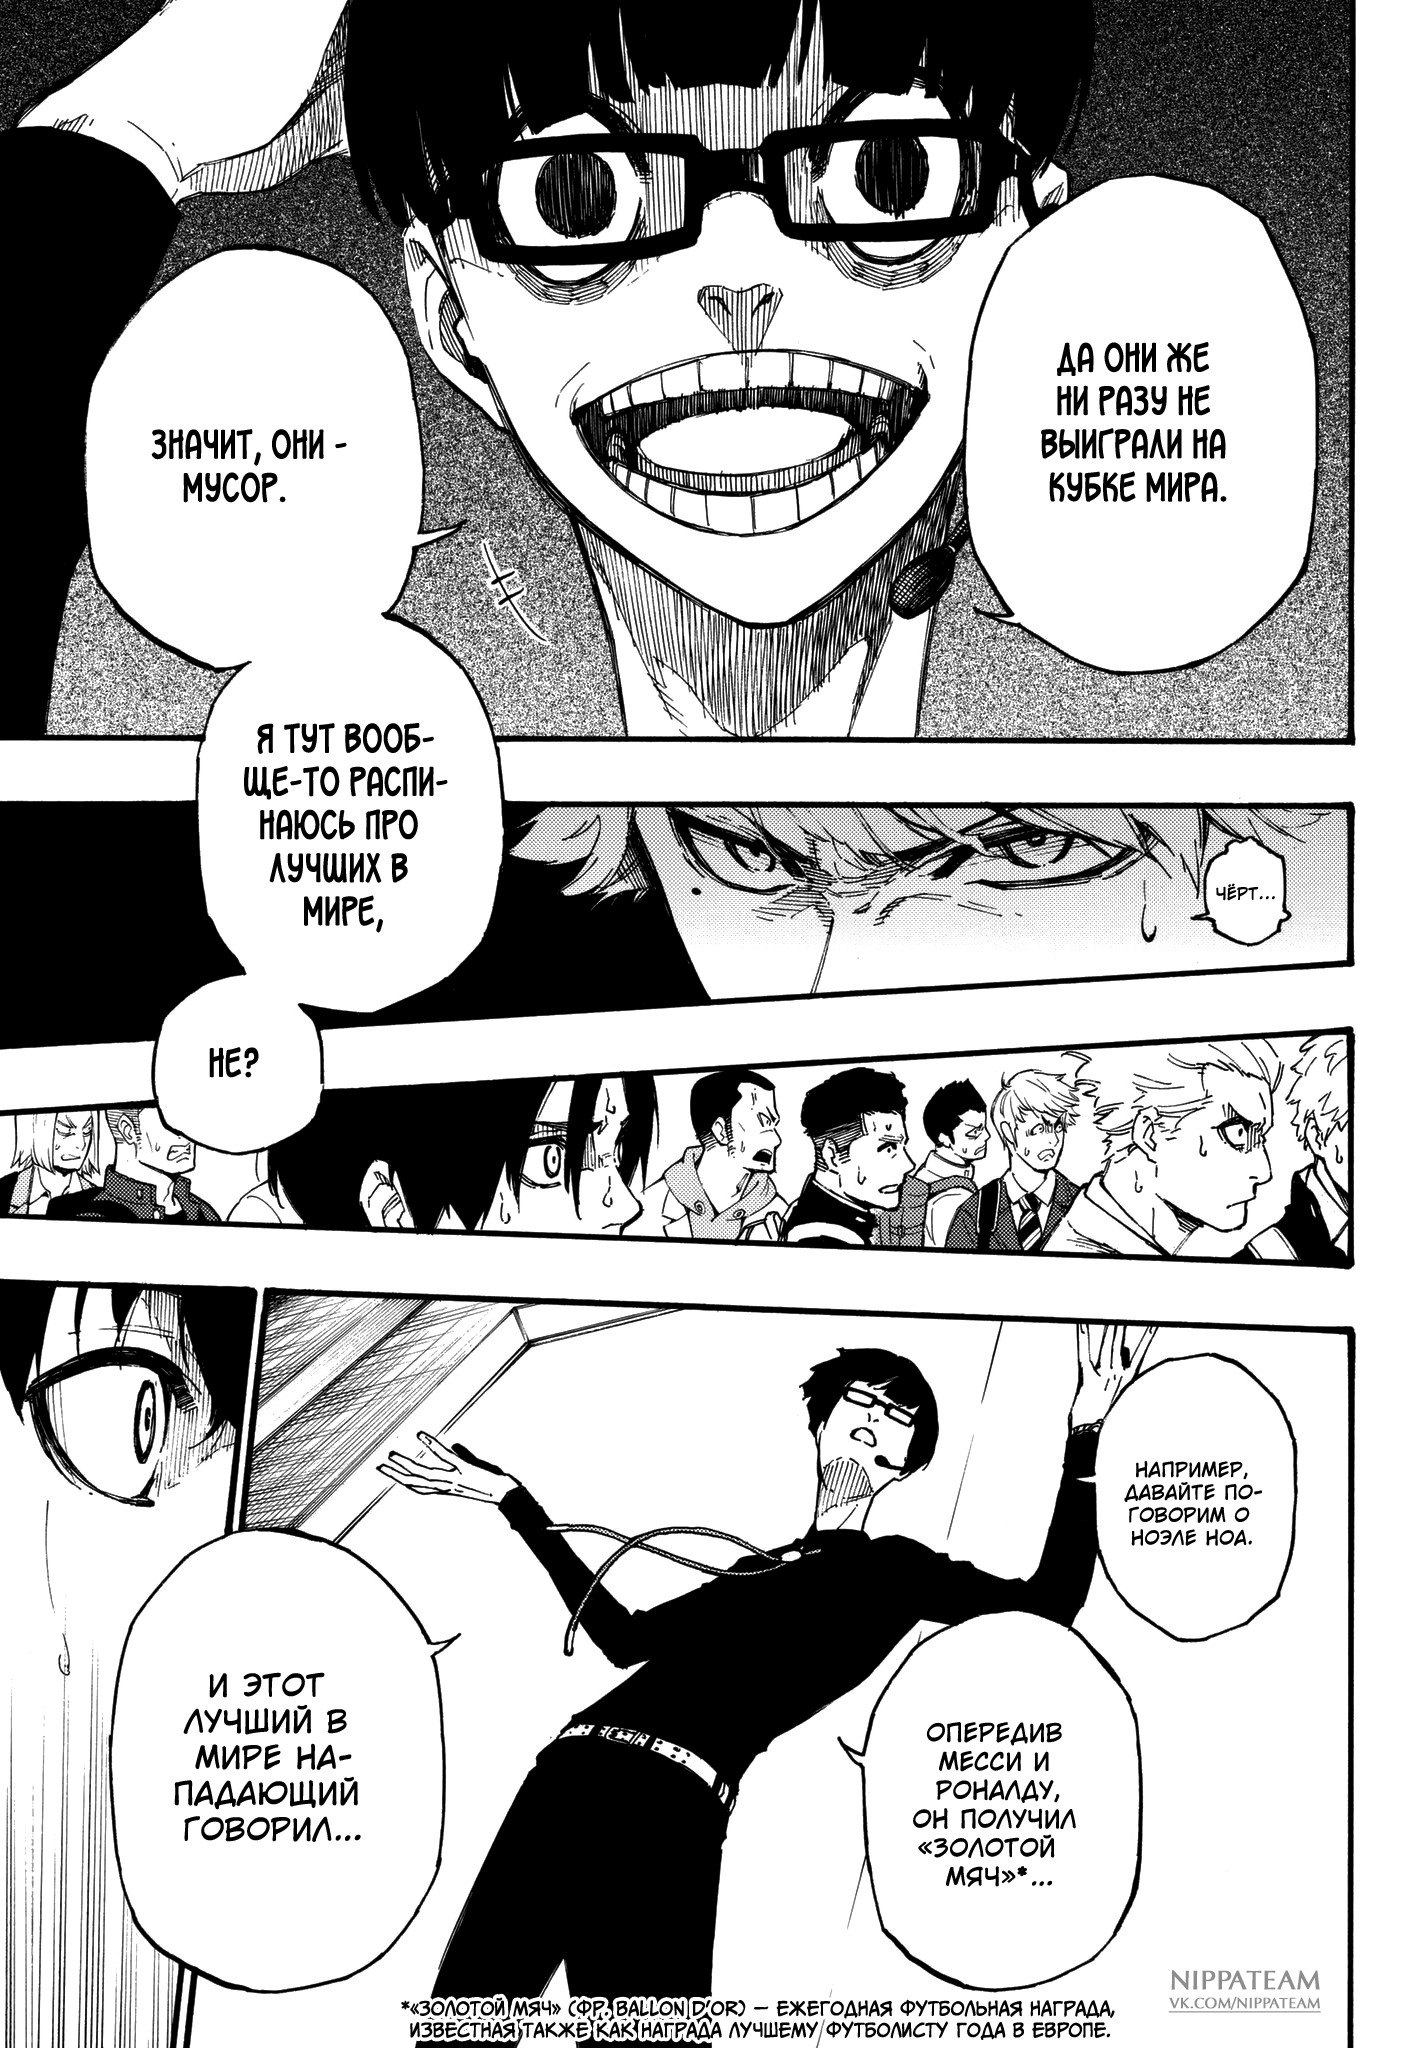 ДА ОНИ ЖЕ
НИ РАЗУ НЕ
ВЫИГРАЛИ НА
КУБКЕ МИРА.
ЗНАЧИТ, ОНИ -
МУСОР.
Я ТУТ ВООБ-
ЩЕ-ТО РАСПИ-
НАЮСЬ ПРО
ЛУЧШИХ В
МИРЕ,
НЕ?
ЧЁРТ...
НАПРИМЕР,
ДАВАЙТЕ ПО-
ГОВОРИМ О
НОЭЛЕ НОА.
ОПЕРЕДИВ
МЕССИ И
РОНАЛДУ,
ОН ПОЛУЧИЛ
«ЗОЛОТОЙ
МЯЧ»*...
И ЭТОТ
ЛУЧШИЙ В
МИРЕ НА-
ПАДАЮЩИЙ
ГОВОРИЛ...
*«ЗОЛОТОЙ МЯЧ» (ФР. BALLON D'OR) — ЕЖЕГОДНАЯ ФУТБОЛЬНАЯ НАГРАДА,
ИЗВЕСТНАЯ ТАКЖЕ КАК НАГРАДА ЛУЧШЕМУ ФУТБОЛИСТУ ГОДА В ЕВРОПЕ.
NIPPATEAM
VK.COM/NIPPATEAM